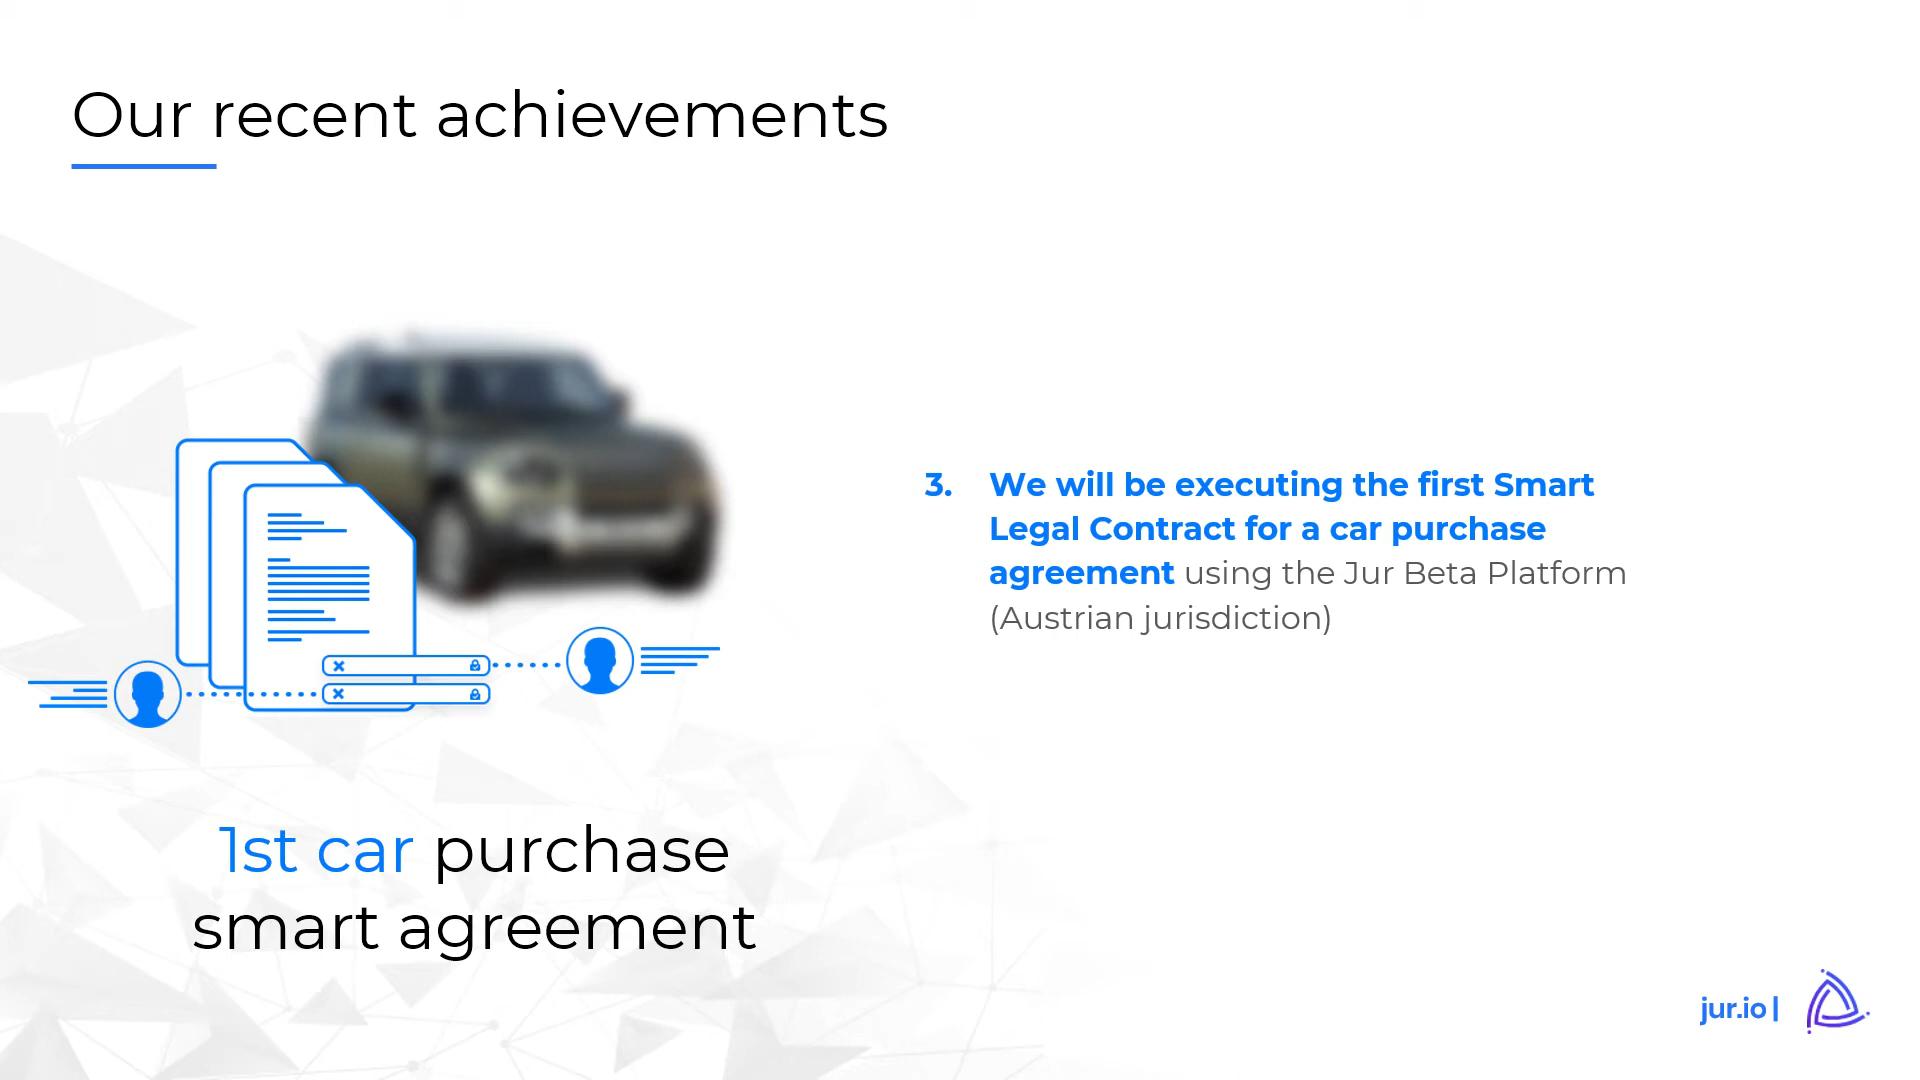 Our recent achievements
3. We will be executing the first Smart
Legal Contract for a car purchase
agreement using the Jur Beta Platform
(Austrian jurisdiction)
1st car purchase
smart agreement
jur.io |